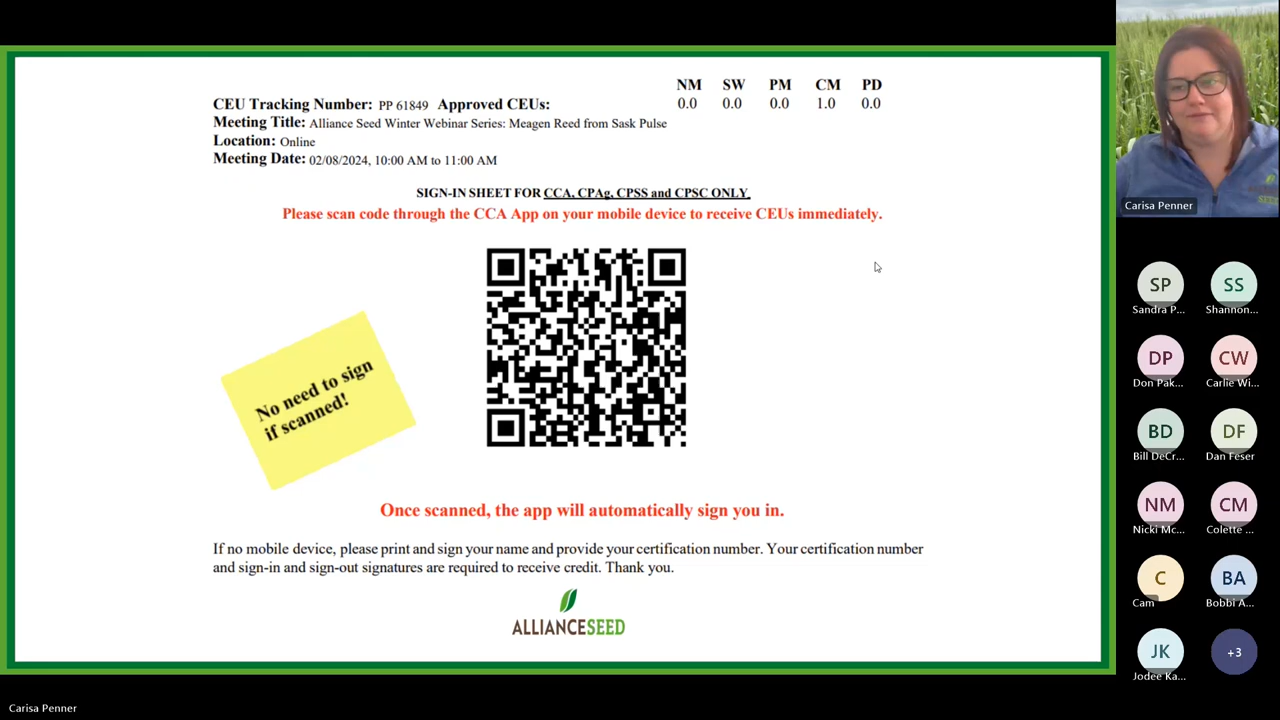 NM SW PM CM PD
CEU Tracking Number: PP 61849 Approved CEUs: 0.0 0.0 0.0 1.0 0.0
Meeting Title: Alliance Seed Winter Webinar Series: Meagen Reed from Sask Pulse
Location: Online
Meeting Date: 02/08/2024, 10:00 AM to 11:00 AM
SIGN-IN SHEET FOR CCA, CPAg, CPSS and CPSC ONLY.
Please scan code through the CCA App on your mobile device to receive CEUs immediately.
No need to sign
if scanned!
Once scanned, the app will automatically sign you in.
If no mobile device, please print and sign your name and provide your certification number. Your certification number
and sign-in and sign-out signatures are required to receive credit. Thank you.
ALLIANCESEED
Carisa Penner
SP SS
Sandra P... Shannon...
DP CW
Don Pak... Carlie Wi...
BD DF
Bill DeCr... Dan Feser
NM CM
Nicki Mc... Colette ...
C BA
Cam Bobbi A...
JK +3
Jodee Ka...
Carisa Penner